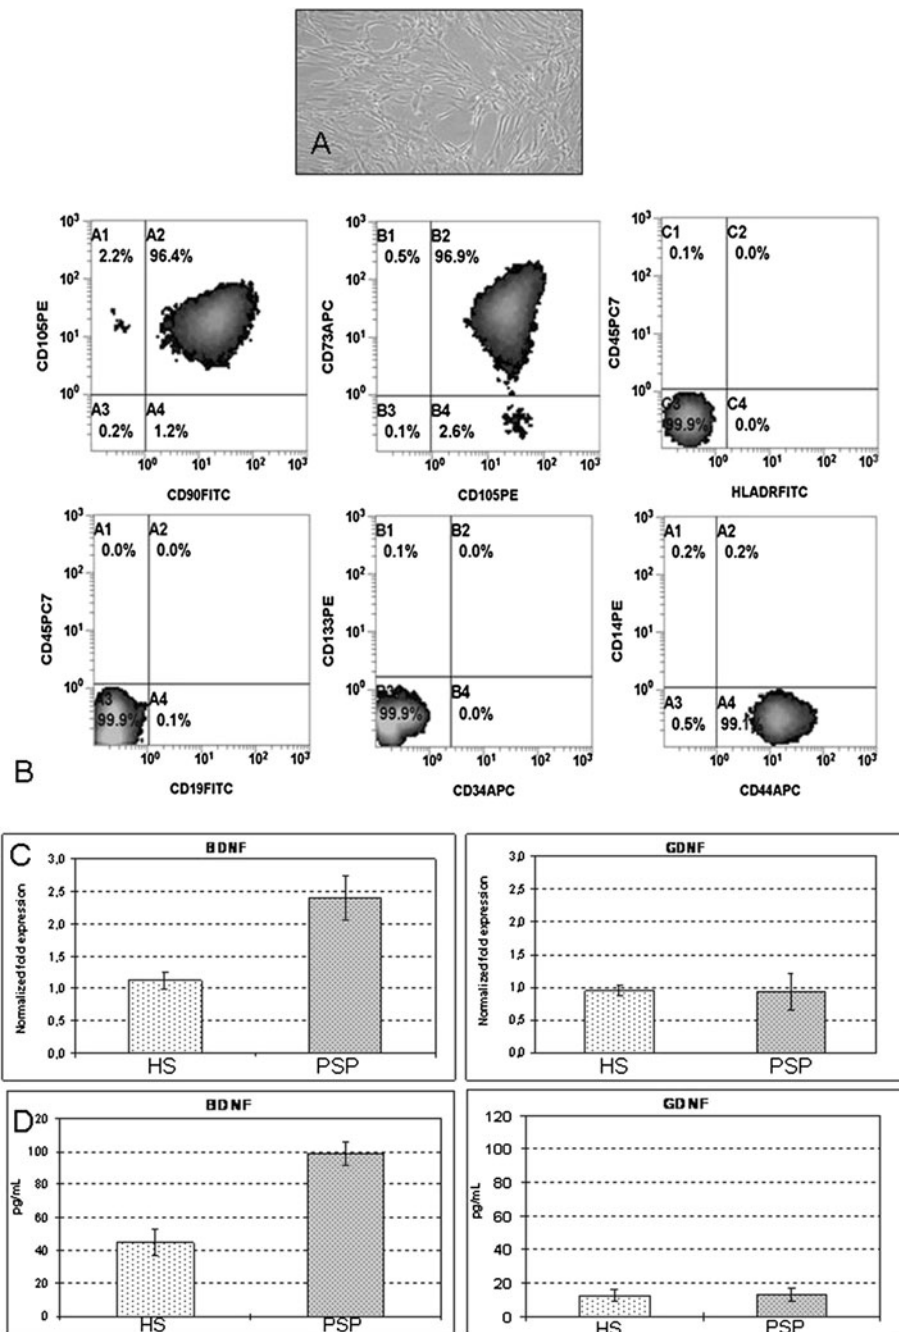 A
10³ 10³ 10³
A1 A2 B1 B2 C1 C2
2.2% 96.4% 0.5% 96.9% 0.1% 0.0%
10² 10² 10²
CD105PE CD73APC CD45PC7
10¹ 10¹ 10¹
10⁰ 10⁰ 10⁰
A3 A4 B3 B4 C3 C4
0.2% 1.2% 0.1% 2.6% 99.9% 0.0%
10⁰ 10¹ 10² 10³ 10⁰ 10¹ 10² 10³ 10⁰ 10¹ 10² 10³
CD90FITC CD105PE HLADRFITC
10³ 10³ 10³
A1 A2 B1 B2 A1 A2
0.0% 0.0% 0.1% 0.0% 0.2% 0.2%
10² 10² 10²
CD45PC7 CD133PE CD14PE
10¹ 10¹ 10¹
10⁰ 10⁰ 10⁰
A3 A4 B3 B4 A3 A4
99.9% 0.1% 99.9% 0.0% 0.5% 99.1%
10⁰ 10¹ 10² 10³ 10⁰ 10¹ 10² 10³ 10⁰ 10¹ 10² 10³
B
CD19FITC CD34APC CD44APC
C
BDNF
Normalized fold expression
3,0
2,5
2,0
1,5
1,0
0,5
0,0
HS PSP
GDNF
Normalized fold expression
3,0
2,5
2,0
1,5
1,0
0,5
0,0
HS PSP
D
BDNF
pg/mL
20
100
80
60
40
20
0
HS PSP
GDNF
pg/mL
120
100
80
60
40
20
0
HS PSP